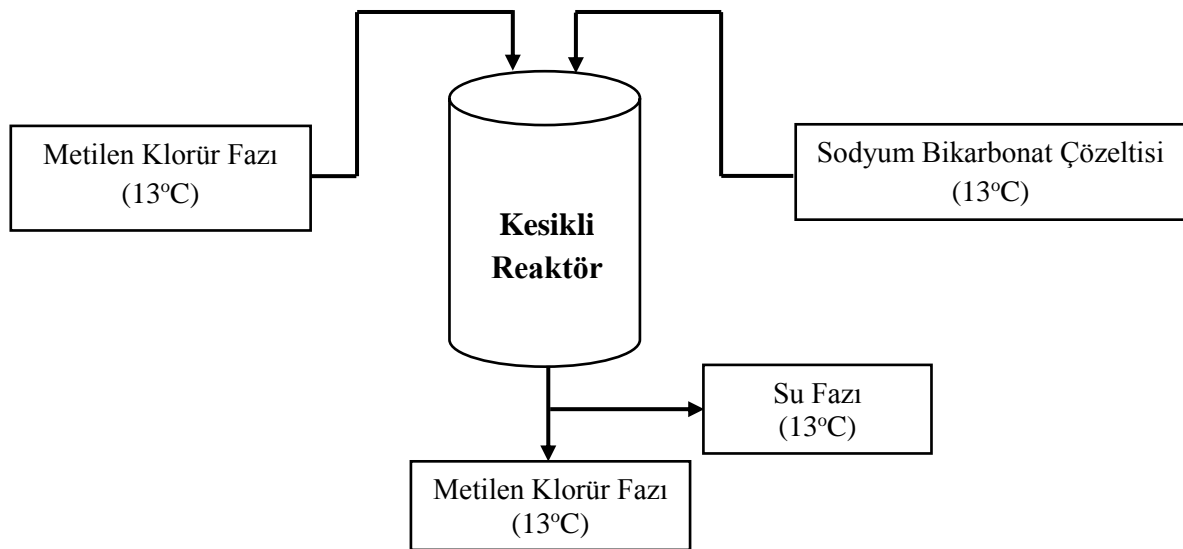 Metilen Klorür Fazı
(13°C)
Sodyum Bikarbonat Çözeltisi
(13°C)
Kesikli
Reaktör
Su Fazı
(13°C)
Metilen Klorür Fazı
(13°C)